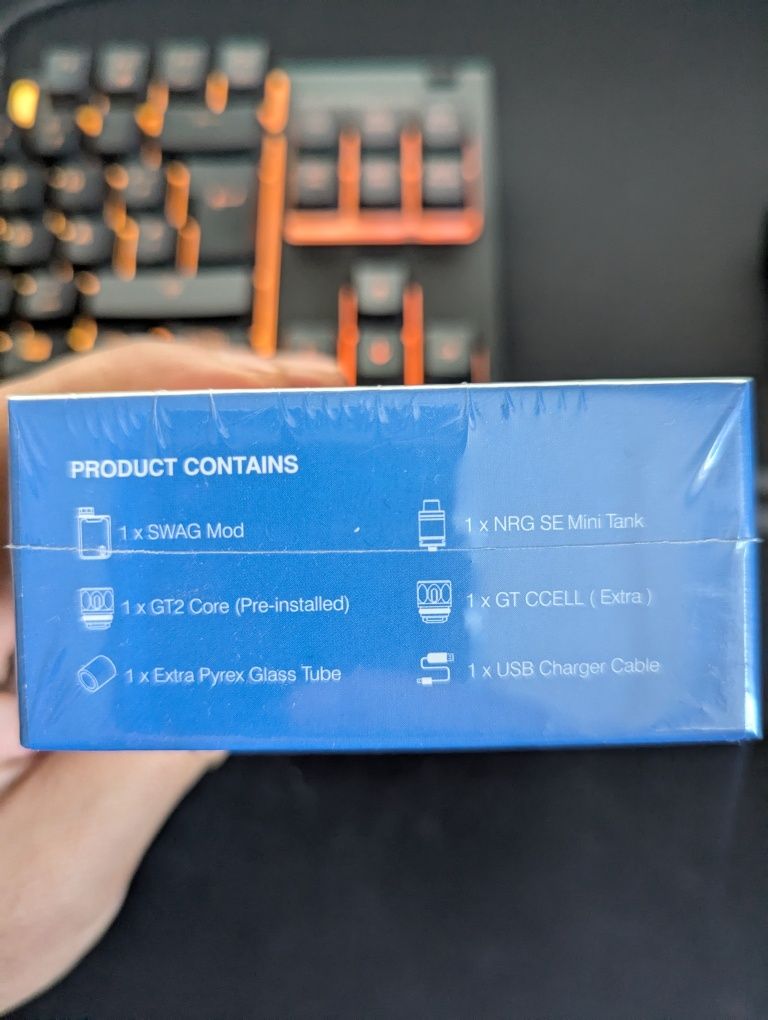 PRODUCT CONTAINS
1 x SWAG Mod
1 x NRG SE Mini Tank
1 x GT2 Core (Pre-installed)
1 x GT CCELL ( Extra )
1 x Extra Pyrex Glass Tube
1 x USB Charger Cable